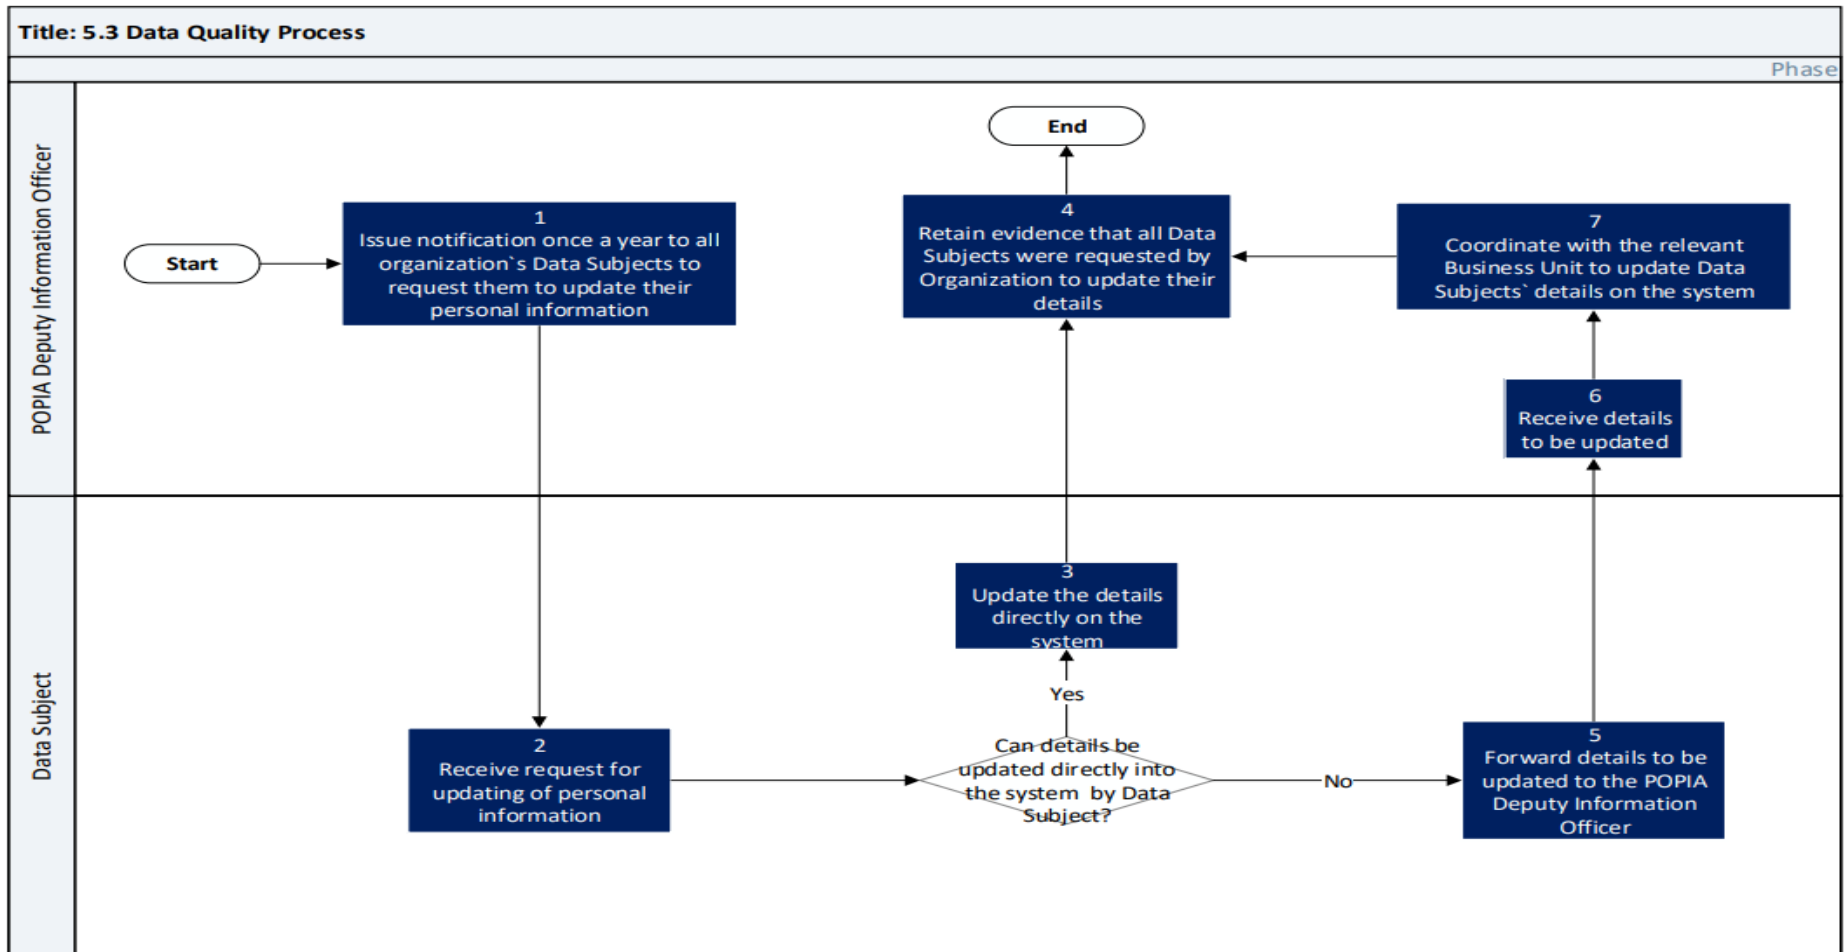 Title: 5.3 Data Quality Process
Phase
POPIA Deputy Information Officer
Start
1
Issue notification once a year to all
organization`s Data Subjects to
request them to update their
personal information
End
4
Retain evidence that all Data
Subjects were requested by
Organization to update their
details
7
Coordinate with the relevant
Business Unit to update Data
Subjects` details on the system
6
Receive details
to be updated
Data Subject
2
Receive request for
updating of personal
information
3
Update the details
directly on the
system
Yes
Can details be
updated directly into
the system by Data
Subject?
No
5
Forward details to be
updated to the POPIA
Deputy Information
Officer